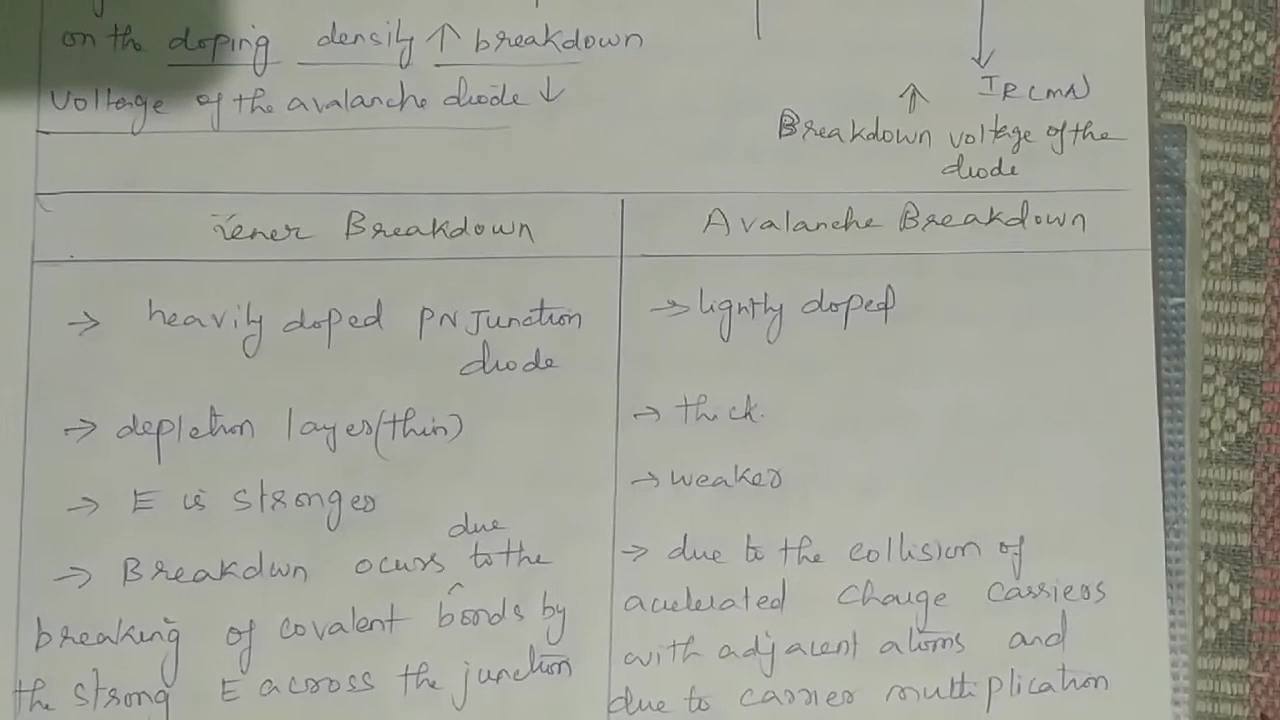 on the doping density ↑ breakdown
voltage of the avalanche diode ↓
IR(mA)
↑
Breakdown voltage of the
diode
Zener Breakdown
Avalanche Breakdown
→ heavily doped PN Junction
diode
→ depletion layer(thin)
→ E is stronger
→ Breakdwn ocurs due to the
breaking of covalent bonds by
the strong E across the junction
→ lightly doped
→ thick.
→ weaker
→ due to the collision of
acelerated charge carriers
with adjacent atoms and
due to carrier multiplication